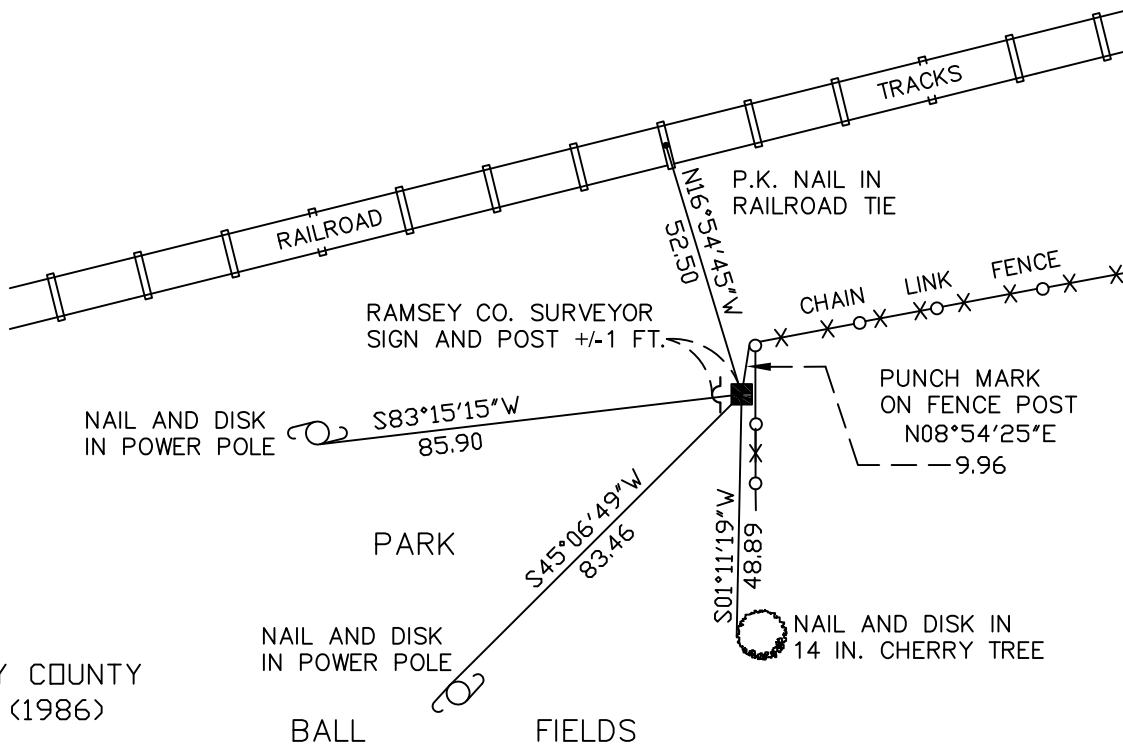 TRACKS
RAILROAD
P.K. NAIL IN
RAILROAD TIE
N16°54'45"W
52.50
CHAIN LINK FENCE
RAMSEY CO. SURVEYOR
SIGN AND POST +/-1 FT.
PUNCH MARK
ON FENCE POST
N08°54'25"E
9.96
NAIL AND DISK
IN POWER POLE
S83°15'15"W
85.90
S45°06'49"W
83.46
S01°11'19"W
48.89
PARK
NAIL AND DISK IN
14 IN. CHERRY TREE
NAIL AND DISK
IN POWER POLE
Y COUNTY
(1986)
BALL FIELDS